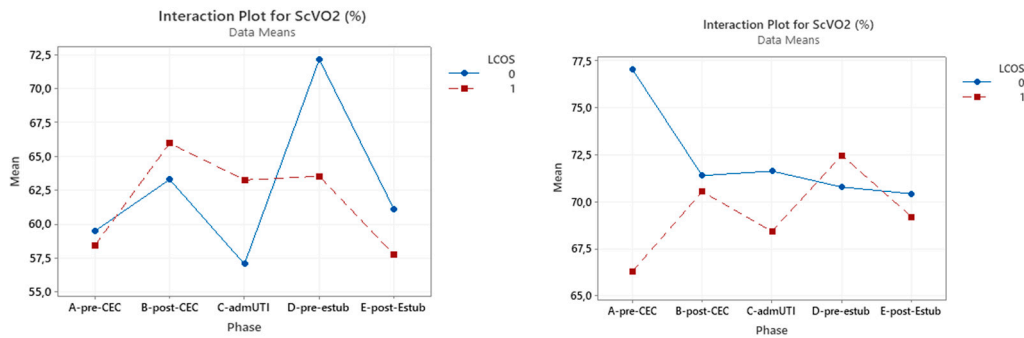 Interaction Plot for ScVO2 (%)
Data Means
72,5
70,0
67,5
65,0
62,5
60,0
57,5
55,0
Mean
A-pre-CEC B-post-CEC C-admUTI D-pre-estub E-post-Estub
Phase
LCOS
0
1
Interaction Plot for ScVO2 (%)
Data Means
77,5
75,0
72,5
70,0
67,5
65,0
Mean
A-pre-CEC B-post-CEC C-admUTI D-pre-estub E-post-Estub
Phase
LCOS
0
1